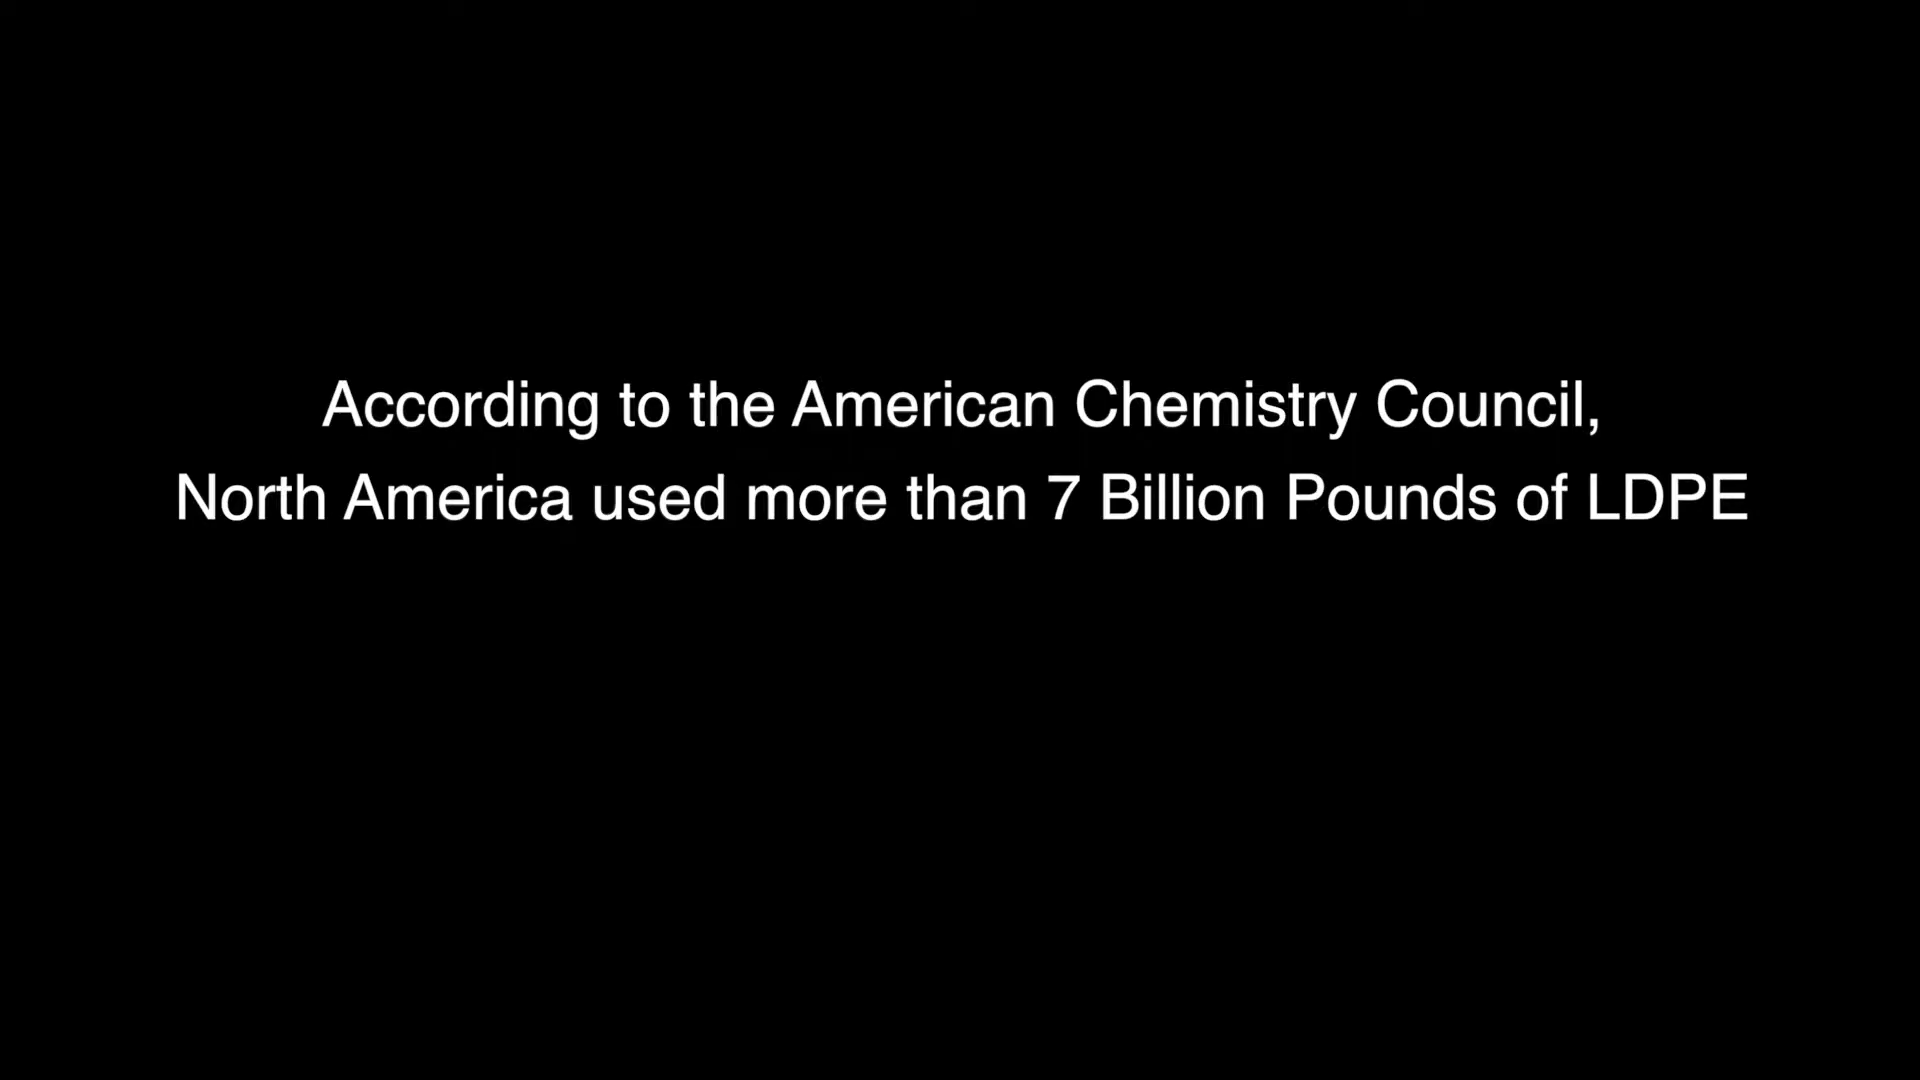 According to the American Chemistry Council,
North America used more than 7 Billion Pounds of LDPE